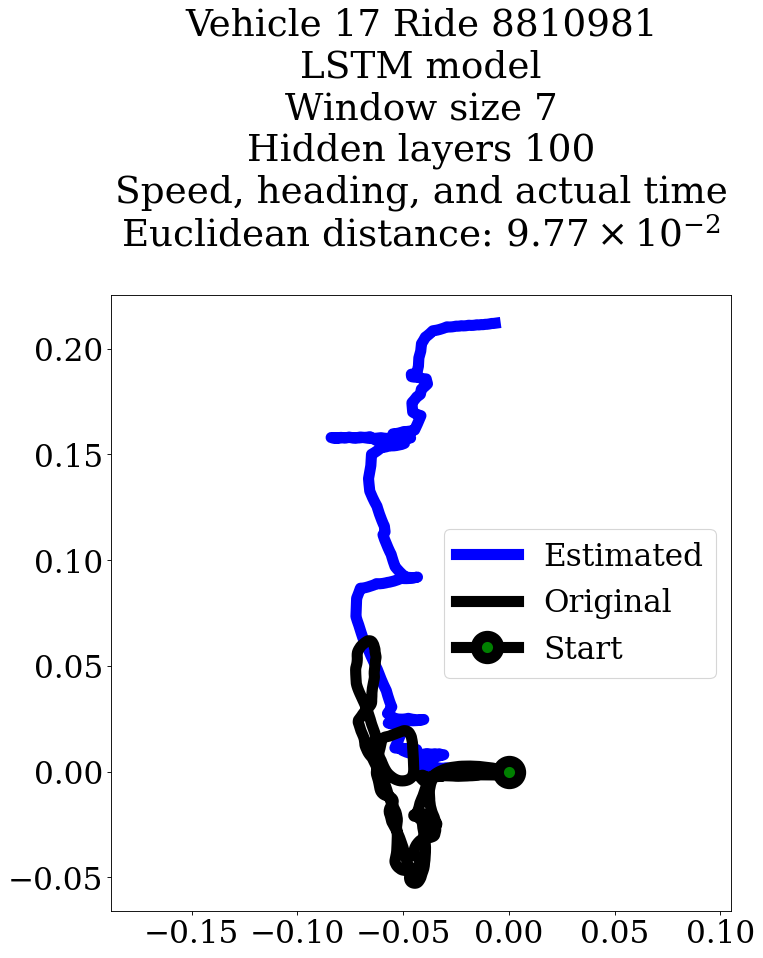 Vehicle 17 Ride 8810981
LSTM model
Window size 7
Hidden layers 100
Speed, heading, and actual time
Euclidean distance: 9.77 × 10⁻²
0.20
0.15
0.10
0.05
0.00
−0.05
Estimated
Original
Start
−0.15 −0.10 −0.05 0.00 0.05 0.10